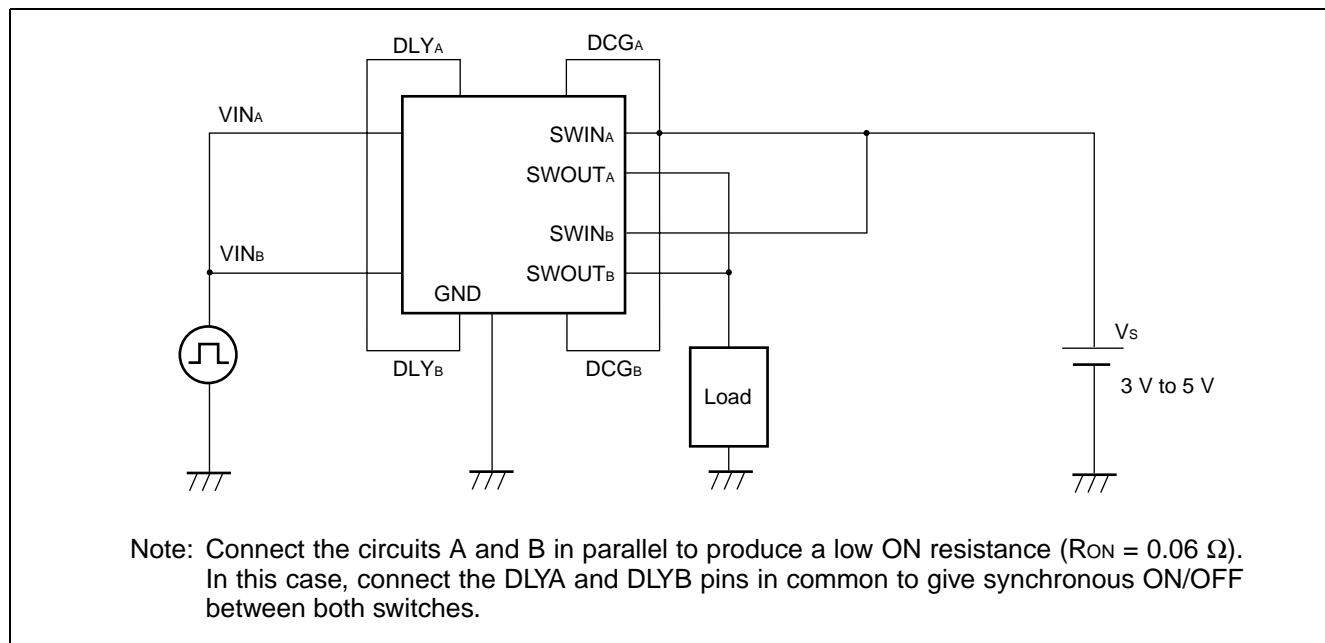 DLYA
DCGA
VINA
SWINA
SWOUTA
SWINB
VINB
SWOUTB
GND
DLYB
DCGB
Load
VS
3 V to 5 V
Note: Connect the circuits A and B in parallel to produce a low ON resistance (RON = 0.06 Ω).
In this case, connect the DLYA and DLYB pins in common to give synchronous ON/OFF
between both switches.